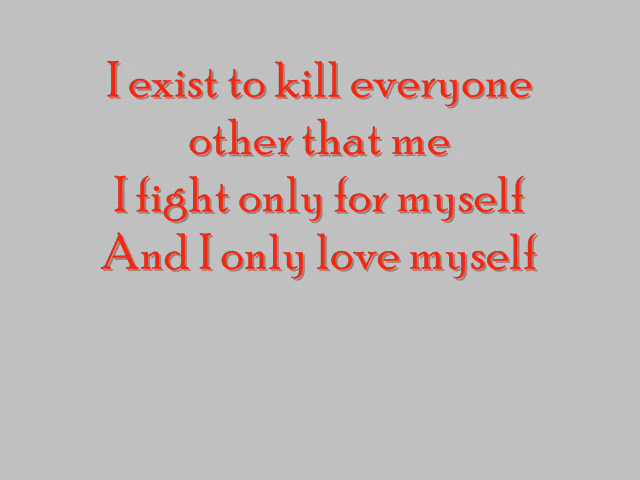 I exist to kill everyone
other that me
I fight only for myself
And I only love myself